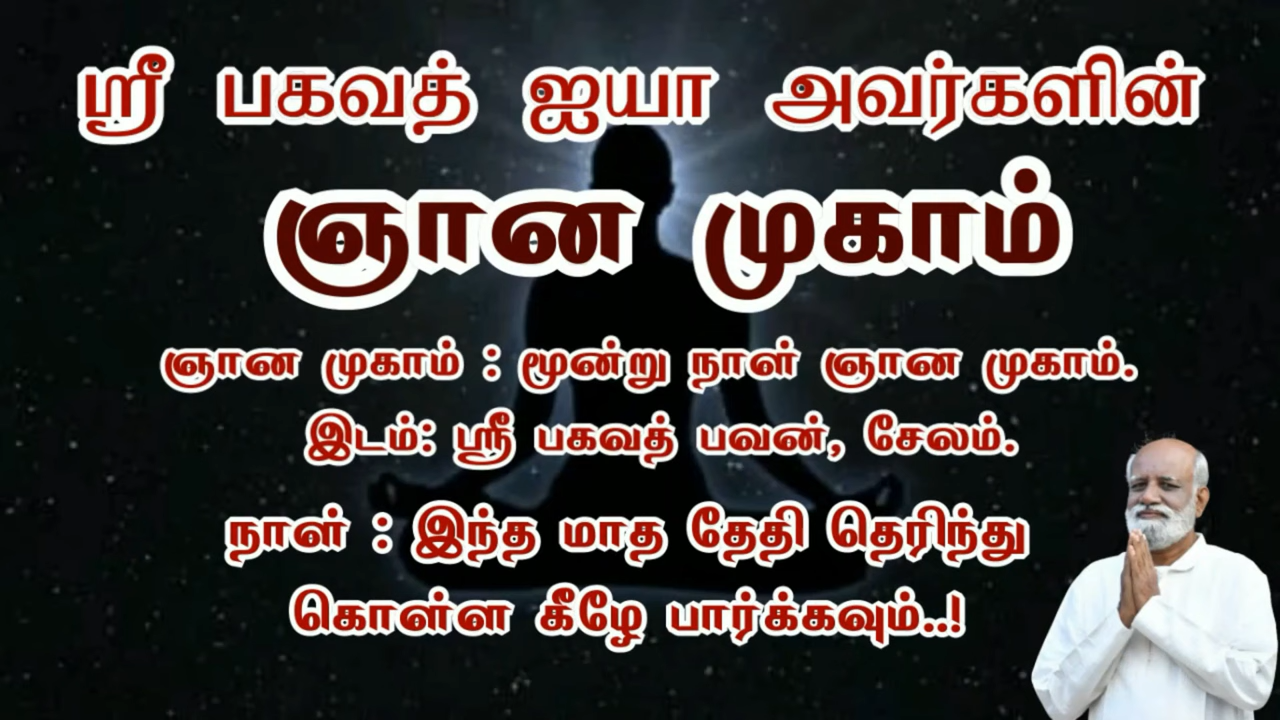 ஸ்ரீ பகவத் ஐயா அவர்களின்
ஞான முகாம்
ஞான முகாம் : மூன்று நாள் ஞான முகாம்.
இடம்: ஸ்ரீ பகவத் பவன், சேலம்.
நாள் : இந்த மாத தேதி தெரிந்து
கொள்ள கீழே பார்க்கவும்..!